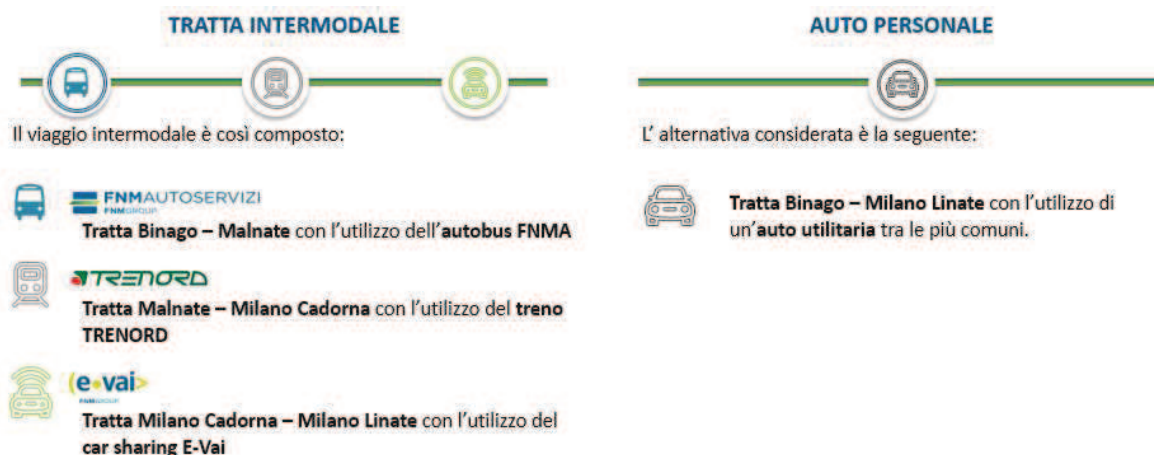 TRATTA INTERMODALE
Il viaggio intermodale è così composto:
FNMAUTOSERVIZI
FNMGROUP
Tratta Binago – Malnate con l'utilizzo dell'autobus FNMA
TRENORD
Tratta Malnate – Milano Cadorna con l'utilizzo del treno
TRENORD
(e•vai>
FNMGROUP
Tratta Milano Cadorna – Milano Linate con l'utilizzo del
car sharing E-Vai
AUTO PERSONALE
L' alternativa considerata è la seguente:
Tratta Binago – Milano Linate con l'utilizzo di
un'auto utilitaria tra le più comuni.